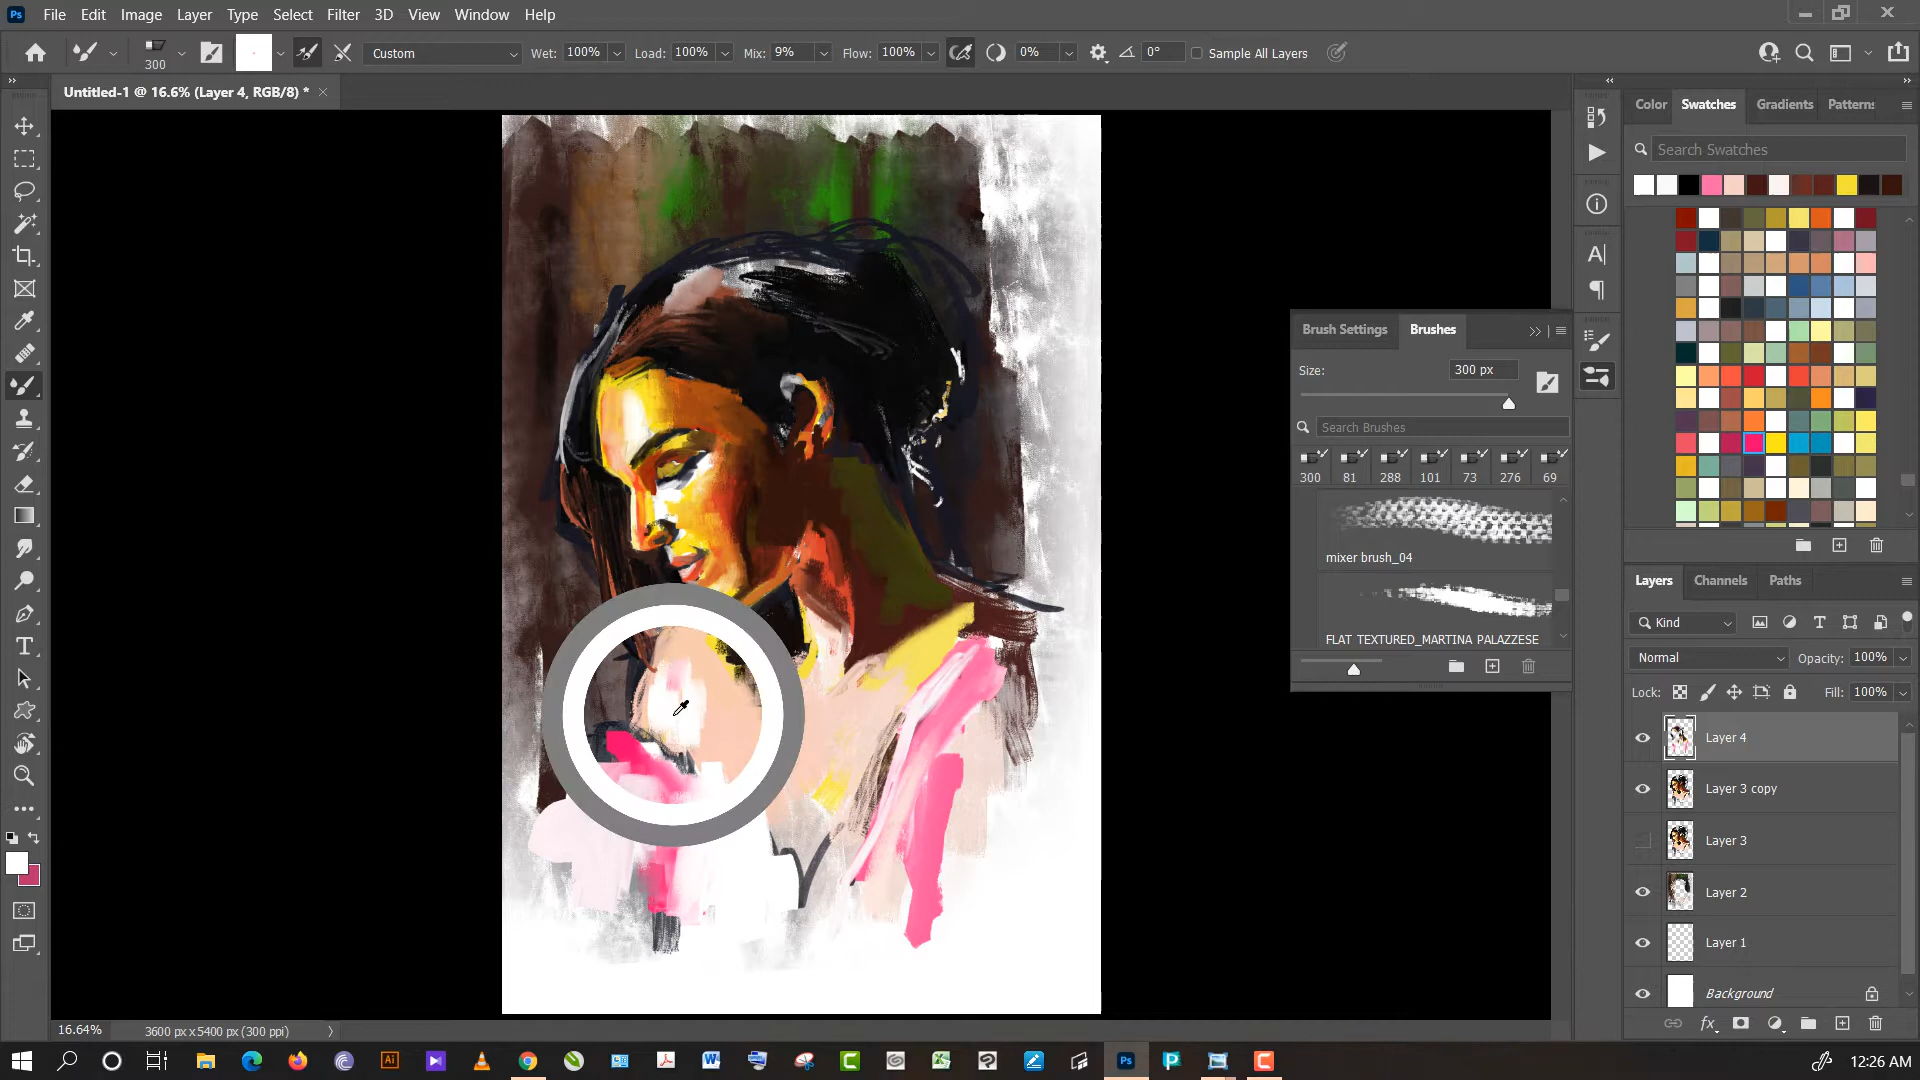 File Edit Image Layer Type Select Filter 3D View Window Help
300 Custom Wet: 100% Load: 100% Mix: 9% Flow: 100% 0% 0° Sample All Layers
Untitled-1 @ 16.6% (Layer 4, RGB/8) *
Color Swatches Gradients Patterns
Search Swatches
Brush Settings Brushes
Size: 300 px
Search Brushes
300 81 288 101 73 276 69
mixer brush_04
FLAT TEXTURED_MARTINA PALAZZESE
Layers Channels Paths
Kind
Normal Opacity: 100%
Lock: Fill: 100%
Layer 4
Layer 3 copy
Layer 3
Layer 2
Layer 1
Background
16.64% 3600 px x 5400 px (300 ppi)
12:26 AM